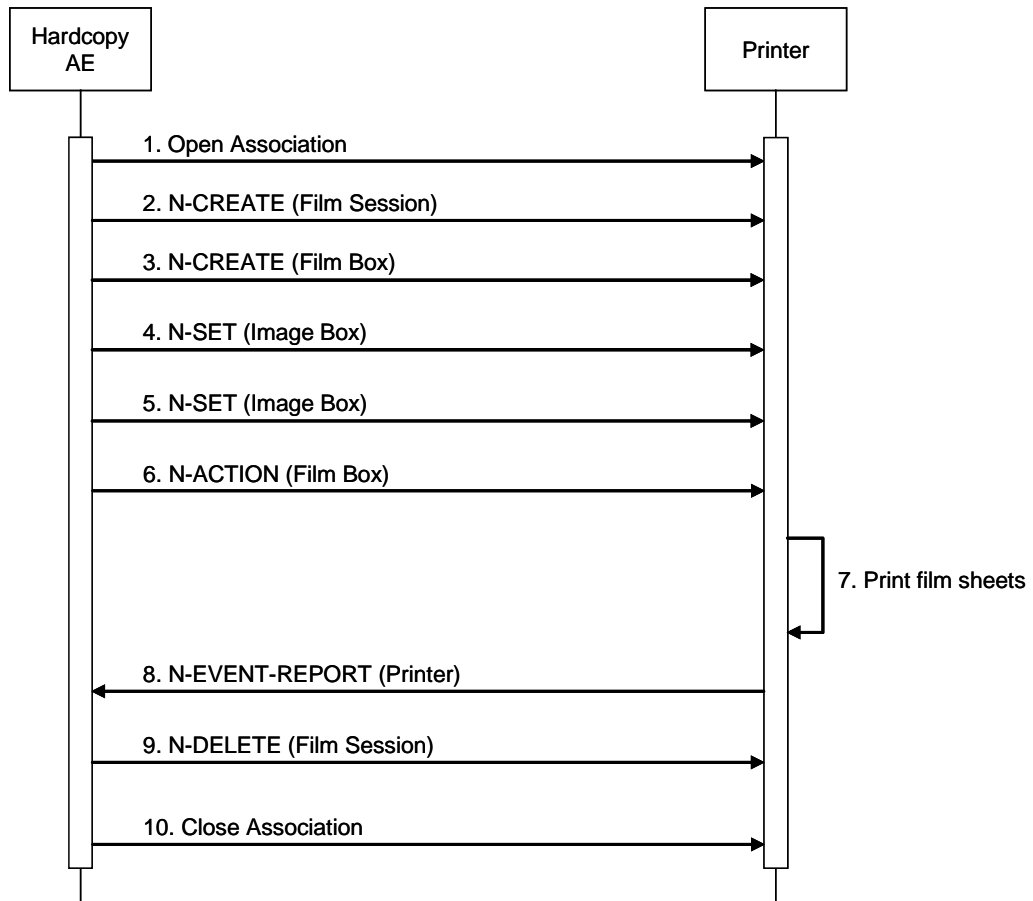 Hardcopy
AE
Printer
1. Open Association
2. N-CREATE (Film Session)
3. N-CREATE (Film Box)
4. N-SET (Image Box)
5. N-SET (Image Box)
6. N-ACTION (Film Box)
7. Print film sheets
8. N-EVENT-REPORT (Printer)
9. N-DELETE (Film Session)
10. Close Association